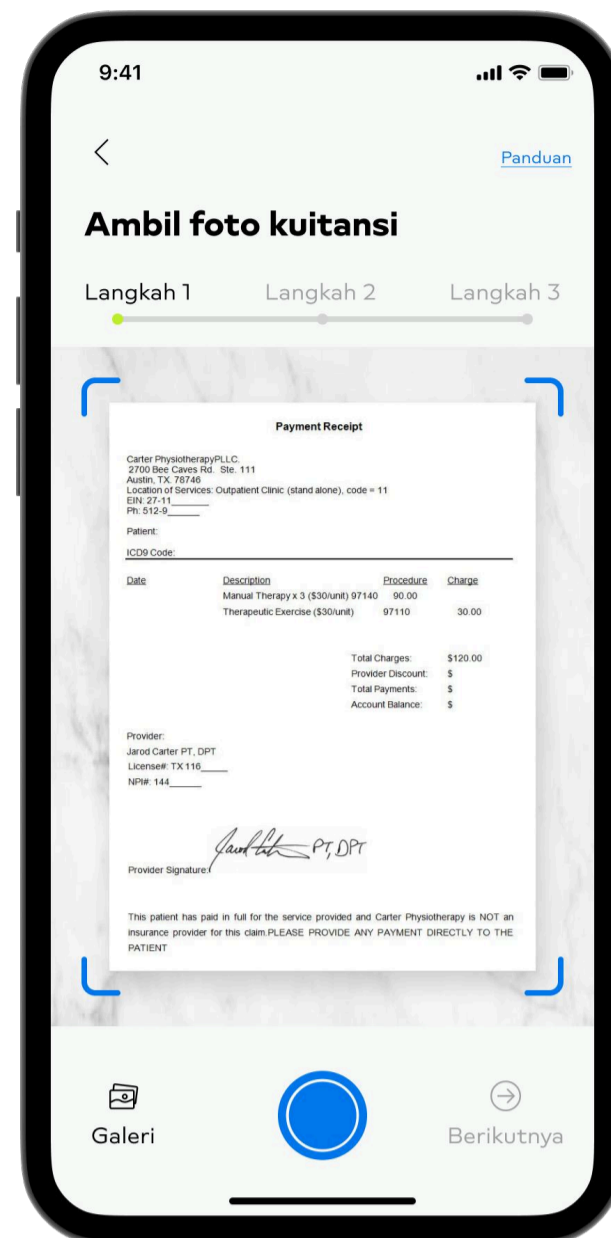 9:41
Panduan
Ambil foto kuitansi
Langkah 1 Langkah 2 Langkah 3
Payment Receipt
Carter PhysiotherapyPLLC.
2700 Bee Caves Rd. Ste. 111
Austin, TX. 78746
Location of Services: Outpatient Clinic (stand alone), code = 11
EIN: 27-11_______
Ph: 512-9______
Patient:
ICD9 Code:
Date Description Procedure Charge
Manual Therapy x 3 ($30/unit) 97140 90.00
Therapeutic Exercise ($30/unit) 97110 30.00
Total Charges: $120.00
Provider Discount: $
Total Payments: $
Account Balance: $
Provider:
Jarod Carter PT, DPT
License#: TX 116_____
NPI#: 144______
PT, DPT
Provider Signature:
This patient has paid in full for the service provided and Carter Physiotherapy is NOT an
insurance provider for this claim.PLEASE PROVIDE ANY PAYMENT DIRECTLY TO THE
PATIENT
Galeri Berikutnya